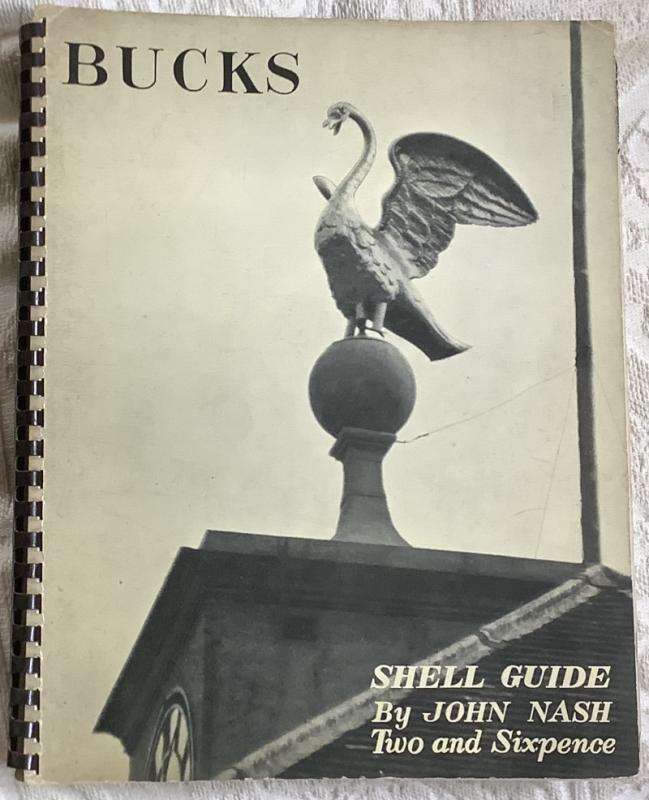 BUCKS
SHELL GUIDE
By JOHN NASH
Two and Sixpence